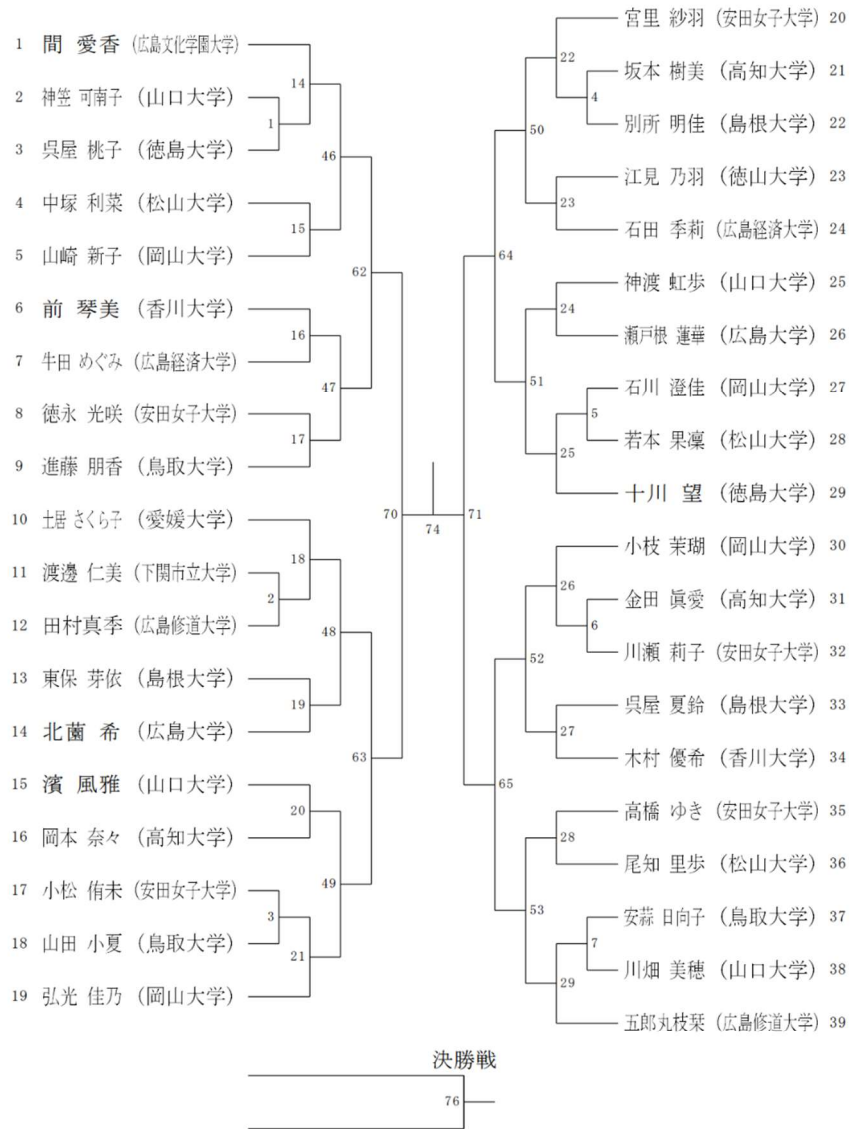 1 間 愛香 (広島文化学園大学)
2 神笠 可南子 (山口大学)
3 呉屋 桃子 (徳島大学)
4 中塚 利菜 (松山大学)
5 山崎 新子 (岡山大学)
6 前 琴美 (香川大学)
7 牛田 めぐみ (広島経済大学)
8 徳永 光咲 (安田女子大学)
9 進藤 朋香 (鳥取大学)
10 土居 さくら子 (愛媛大学)
11 渡邊 仁美 (下関市立大学)
12 田村真季 (広島修道大学)
13 東保 芽依 (島根大学)
14 北薗 希 (広島大学)
15 濱 風雅 (山口大学)
16 岡本 奈々 (高知大学)
17 小松 侑未 (安田女子大学)
18 山田 小夏 (鳥取大学)
19 弘光 佳乃 (岡山大学)
14
1
46
15
62
16
47
17
70
18
2
48
19
63
20
49
3
21
74
71
22
4
50
23
64
24
51
5
25
26
6
52
27
65
28
53
7
29
宮里 紗羽 (安田女子大学) 20
坂本 樹美 (高知大学) 21
別所 明佳 (島根大学) 22
江見 乃羽 (徳山大学) 23
石田 季莉 (広島経済大学) 24
神渡 虹歩 (山口大学) 25
瀬戸根 蓮華 (広島大学) 26
石川 澄佳 (岡山大学) 27
若本 果凜 (松山大学) 28
十川 望 (徳島大学) 29
小枝 茉瑚 (岡山大学) 30
金田 眞愛 (高知大学) 31
川瀬 莉子 (安田女子大学) 32
呉屋 夏鈴 (島根大学) 33
木村 優希 (香川大学) 34
高橋 ゆき (安田女子大学) 35
尾知 里歩 (松山大学) 36
安蒜 日向子 (鳥取大学) 37
川畑 美穂 (山口大学) 38
五郎丸枝栞 (広島修道大学) 39
決勝戦
76